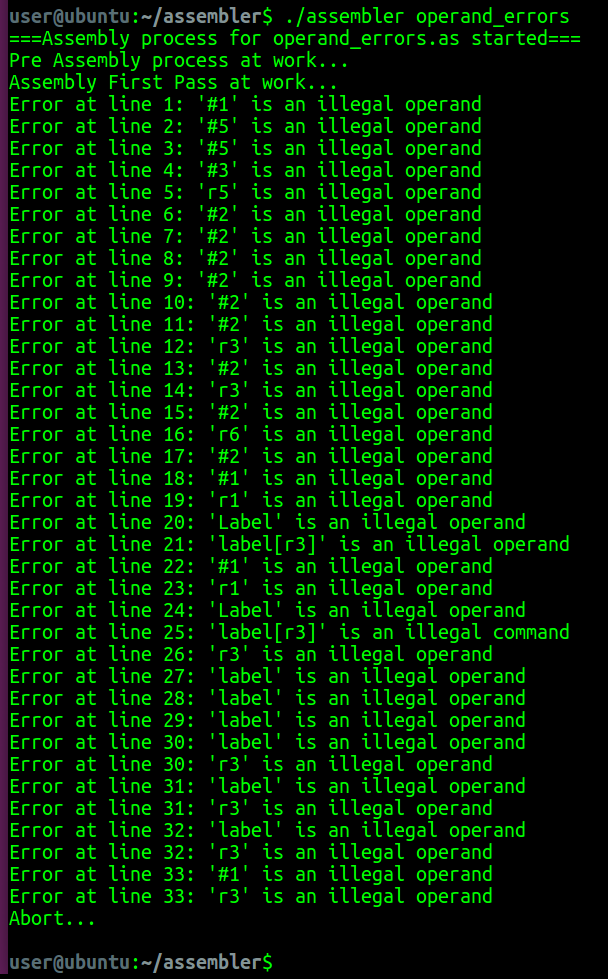 user@ubuntu:~/assembler$ ./assembler operand_errors
===Assembly process for operand_errors.as started===
Pre Assembly process at work...
Assembly First Pass at work...
Error at line 1: '#1' is an illegal operand
Error at line 2: '#5' is an illegal operand
Error at line 3: '#5' is an illegal operand
Error at line 4: '#3' is an illegal operand
Error at line 5: 'r5' is an illegal operand
Error at line 6: '#2' is an illegal operand
Error at line 7: '#2' is an illegal operand
Error at line 8: '#2' is an illegal operand
Error at line 9: '#2' is an illegal operand
Error at line 10: '#2' is an illegal operand
Error at line 11: '#2' is an illegal operand
Error at line 12: 'r3' is an illegal operand
Error at line 13: '#2' is an illegal operand
Error at line 14: 'r3' is an illegal operand
Error at line 15: '#2' is an illegal operand
Error at line 16: 'r6' is an illegal operand
Error at line 17: '#2' is an illegal operand
Error at line 18: '#1' is an illegal operand
Error at line 19: 'r1' is an illegal operand
Error at line 20: 'Label' is an illegal operand
Error at line 21: 'label[r3]' is an illegal operand
Error at line 22: '#1' is an illegal operand
Error at line 23: 'r1' is an illegal operand
Error at line 24: 'Label' is an illegal operand
Error at line 25: 'label[r3]' is an illegal command
Error at line 26: 'r3' is an illegal operand
Error at line 27: 'label' is an illegal operand
Error at line 28: 'label' is an illegal operand
Error at line 29: 'label' is an illegal operand
Error at line 30: 'label' is an illegal operand
Error at line 30: 'r3' is an illegal operand
Error at line 31: 'label' is an illegal operand
Error at line 31: 'r3' is an illegal operand
Error at line 32: 'label' is an illegal operand
Error at line 32: 'r3' is an illegal operand
Error at line 33: '#1' is an illegal operand
Error at line 33: 'r3' is an illegal operand
Abort...
user@ubuntu:~/assembler$